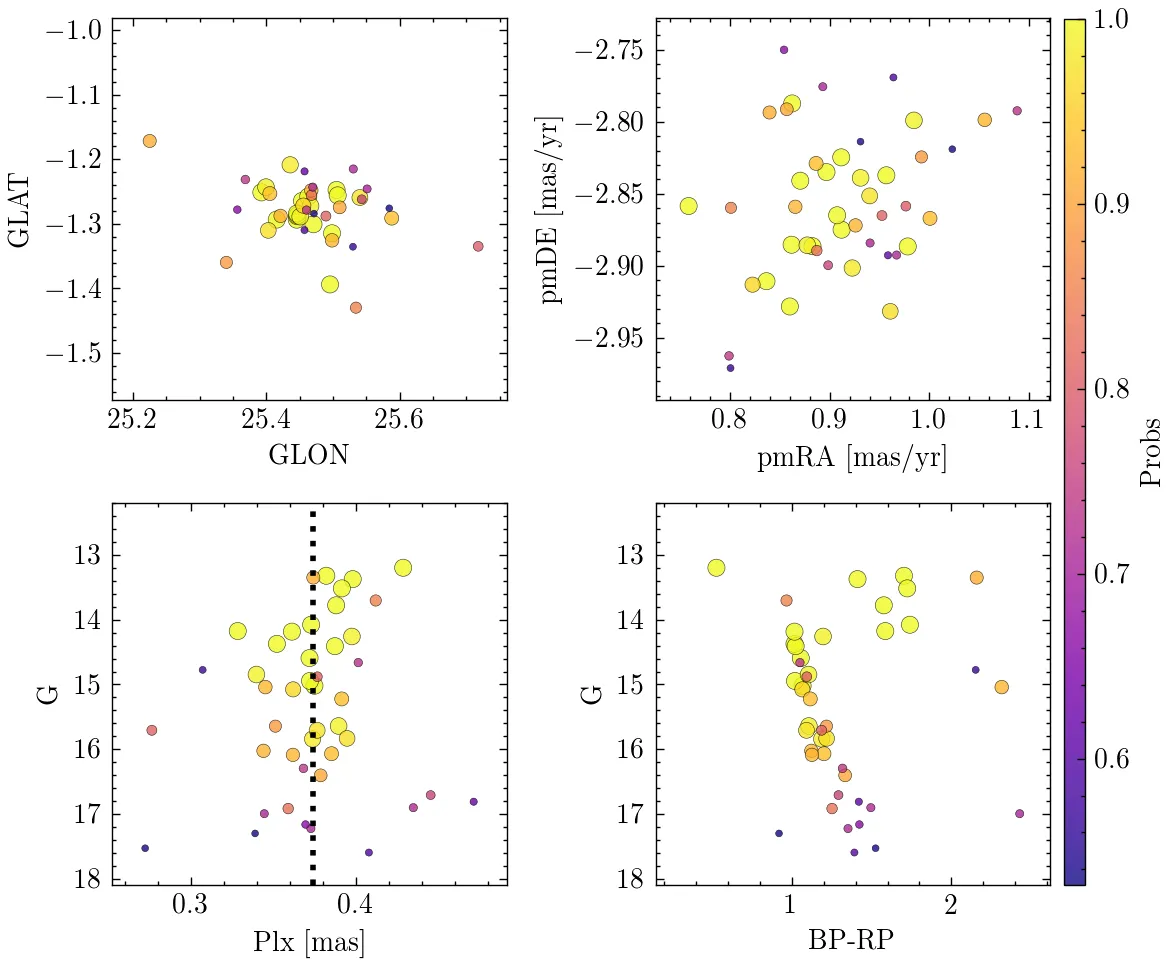 −1.0
−1.1
−1.2
−1.3
−1.4
−1.5
GLAT
25.2 25.4 25.6
GLON
−2.75
−2.80
−2.85
−2.90
−2.95
pmDE [mas/yr]
0.8 0.9 1.0 1.1
pmRA [mas/yr]
1.0
0.9
0.8
0.7
0.6
Probs
13
14
15
16
17
18
G
0.3 0.4
Plx [mas]
13
14
15
16
17
18
G
1 2
BP-RP